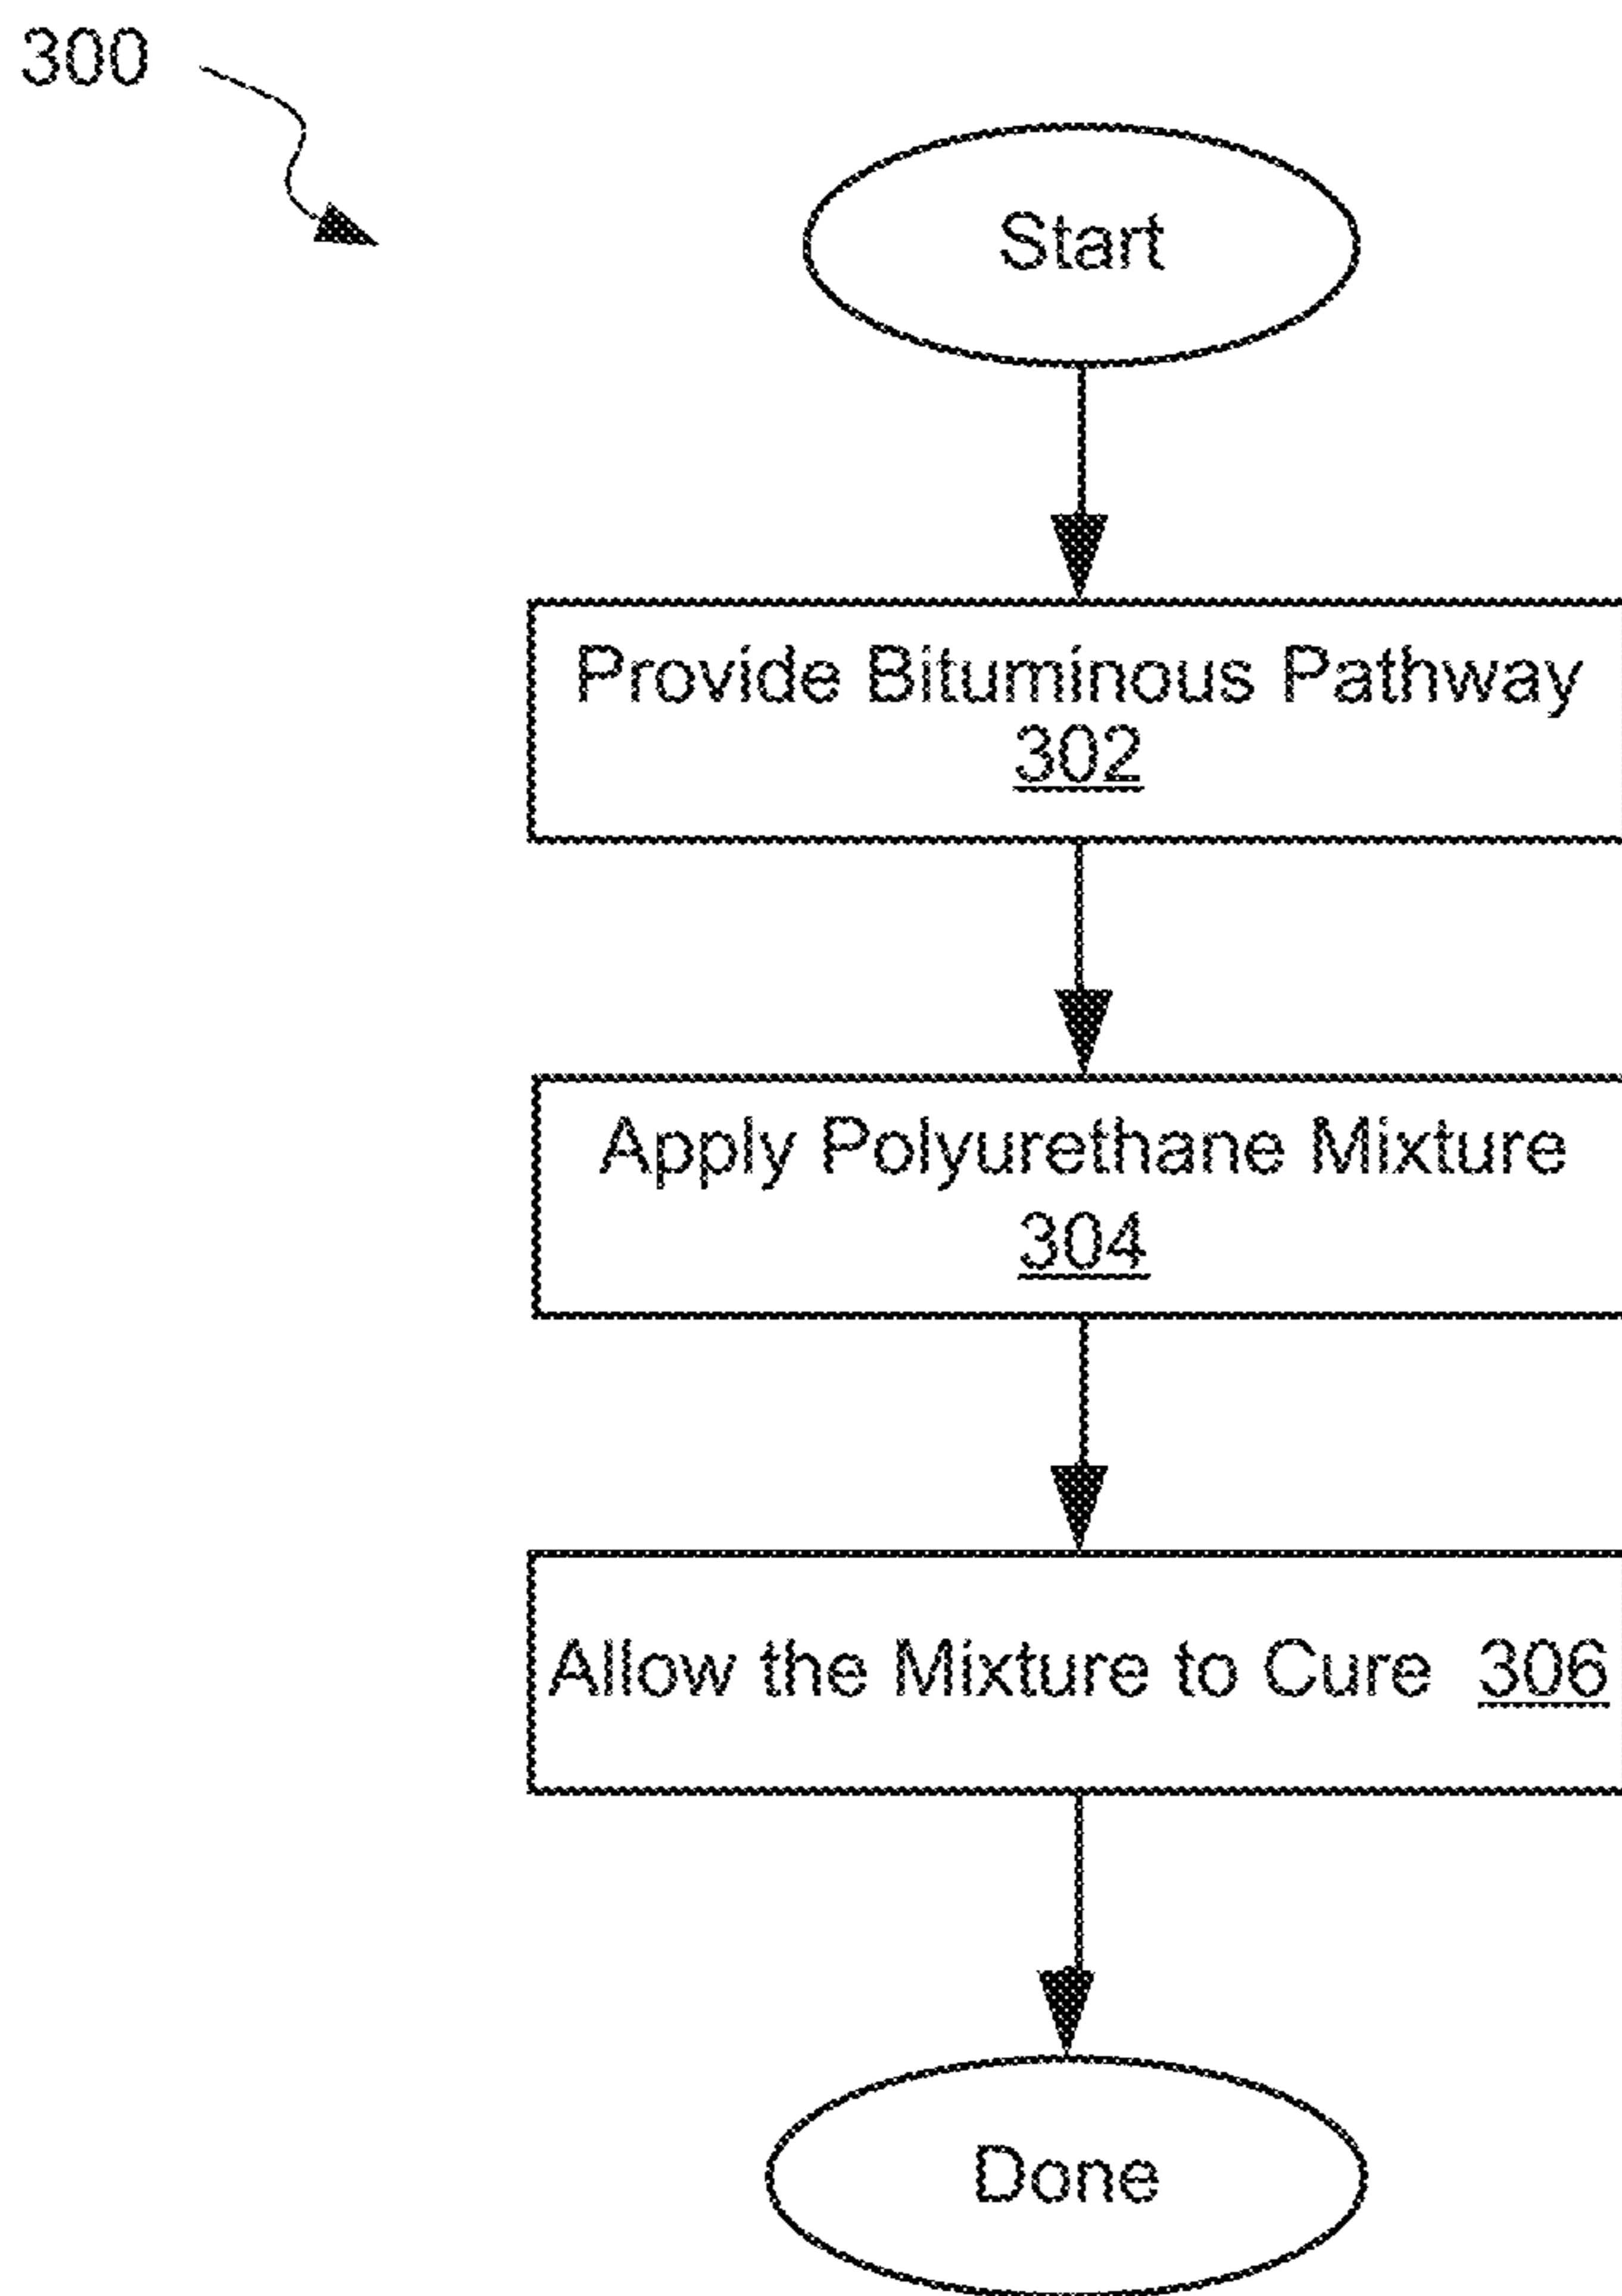 300
Start
Provide Bituminous Pathway
302
Apply Polyurethane Mixture
304
Allow the Mixture to Cure 306
Done